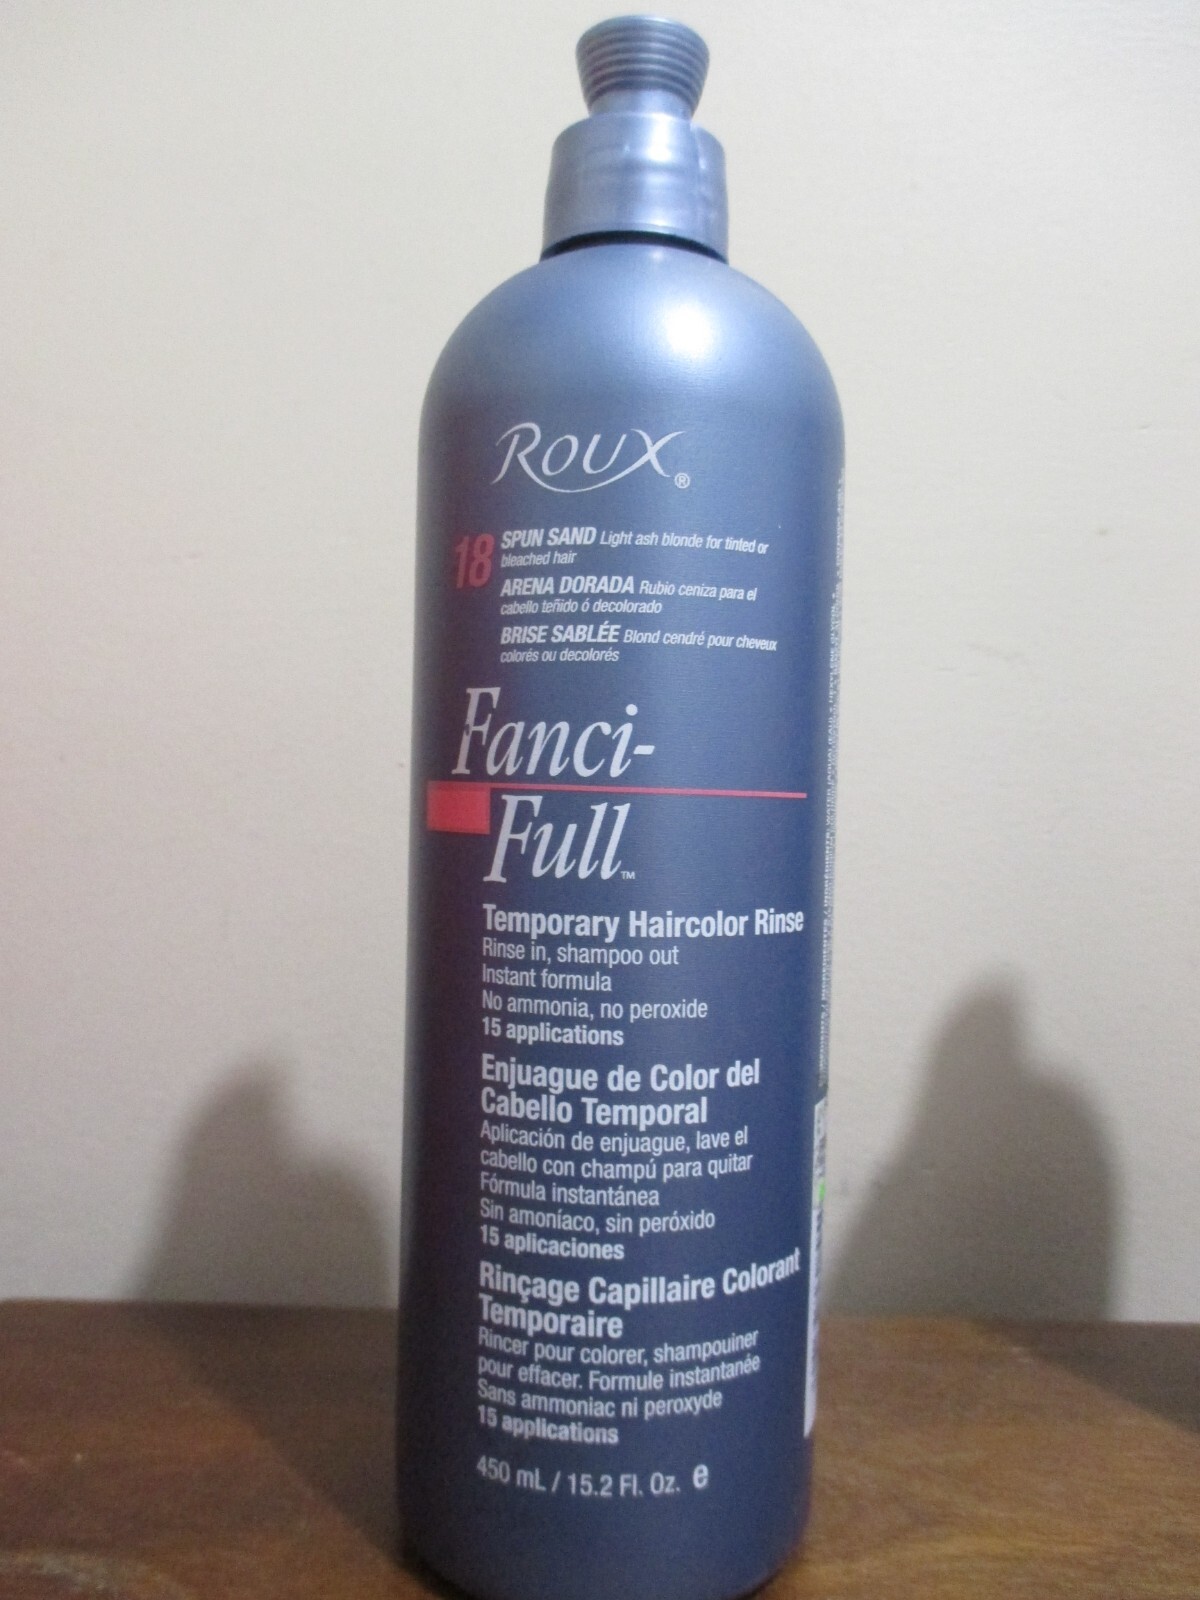 ROUX®
18 SPUN SAND Light ash blonde for tinted or
bleached hair
ARENA DORADA Rubio ceniza para el
cabello teñido ó decolorado
BRISE SABLÉE Blond cendré pour cheveux
colorés ou decolorés
Fanci-
Full™
Temporary Haircolor Rinse
Rinse in, shampoo out
Instant formula
No ammonia, no peroxide
15 applications
Enjuague de Color del
Cabello Temporal
Aplicación de enjuague, lave el
cabello con champú para quitar
Fórmula instantánea
Sin amoníaco, sin peróxido
15 aplicaciones
Rinçage Capillaire Colorant
Temporaire
Rincer pour colorer, shampouiner
pour effacer. Formule instantanée
Sans ammoniac ni peroxyde
15 applications
450 mL / 15.2 Fl. Oz. e